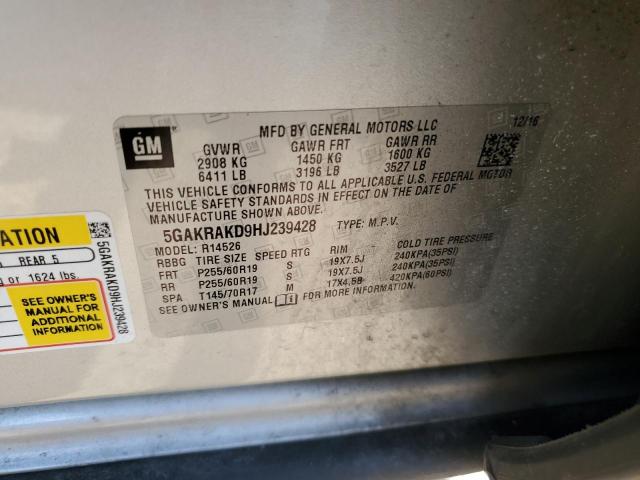 GM
MFD BY GENERAL MOTORS LLC
12/16
GVWR GAWR FRT GAWR RR
2908 KG 1450 KG 1600 KG
6411 LB 3196 LB 3527 LB
THIS VEHICLE CONFORMS TO ALL APPLICABLE U.S. FEDERAL MOTOR
VEHICLE SAFETY STANDARDS IN EFFECT ON THE DATE OF
MANUFACTURE SHOWN ABOVE.
5GAKRAKD9HJ239428 TYPE: M.P.V.
MODEL: R14526
RBBG TIRE SIZE SPEED RTG RIM COLD TIRE PRESSURE
FRT P255/60R19 S 19X7.5J 240KPA(35PSI)
RR P255/60R19 S 19X7.5J 240KPA(35PSI)
SPA T145/70R17 M 17X4.5B 420KPA(60PSI)
SEE OWNER'S MANUAL FOR MORE INFORMATION.
ATION
REAR 5
or 1624 lbs.
SEE OWNER'S
MANUAL FOR
ADDITIONAL
INFORMATION
5GAKRAKD9HJ239428